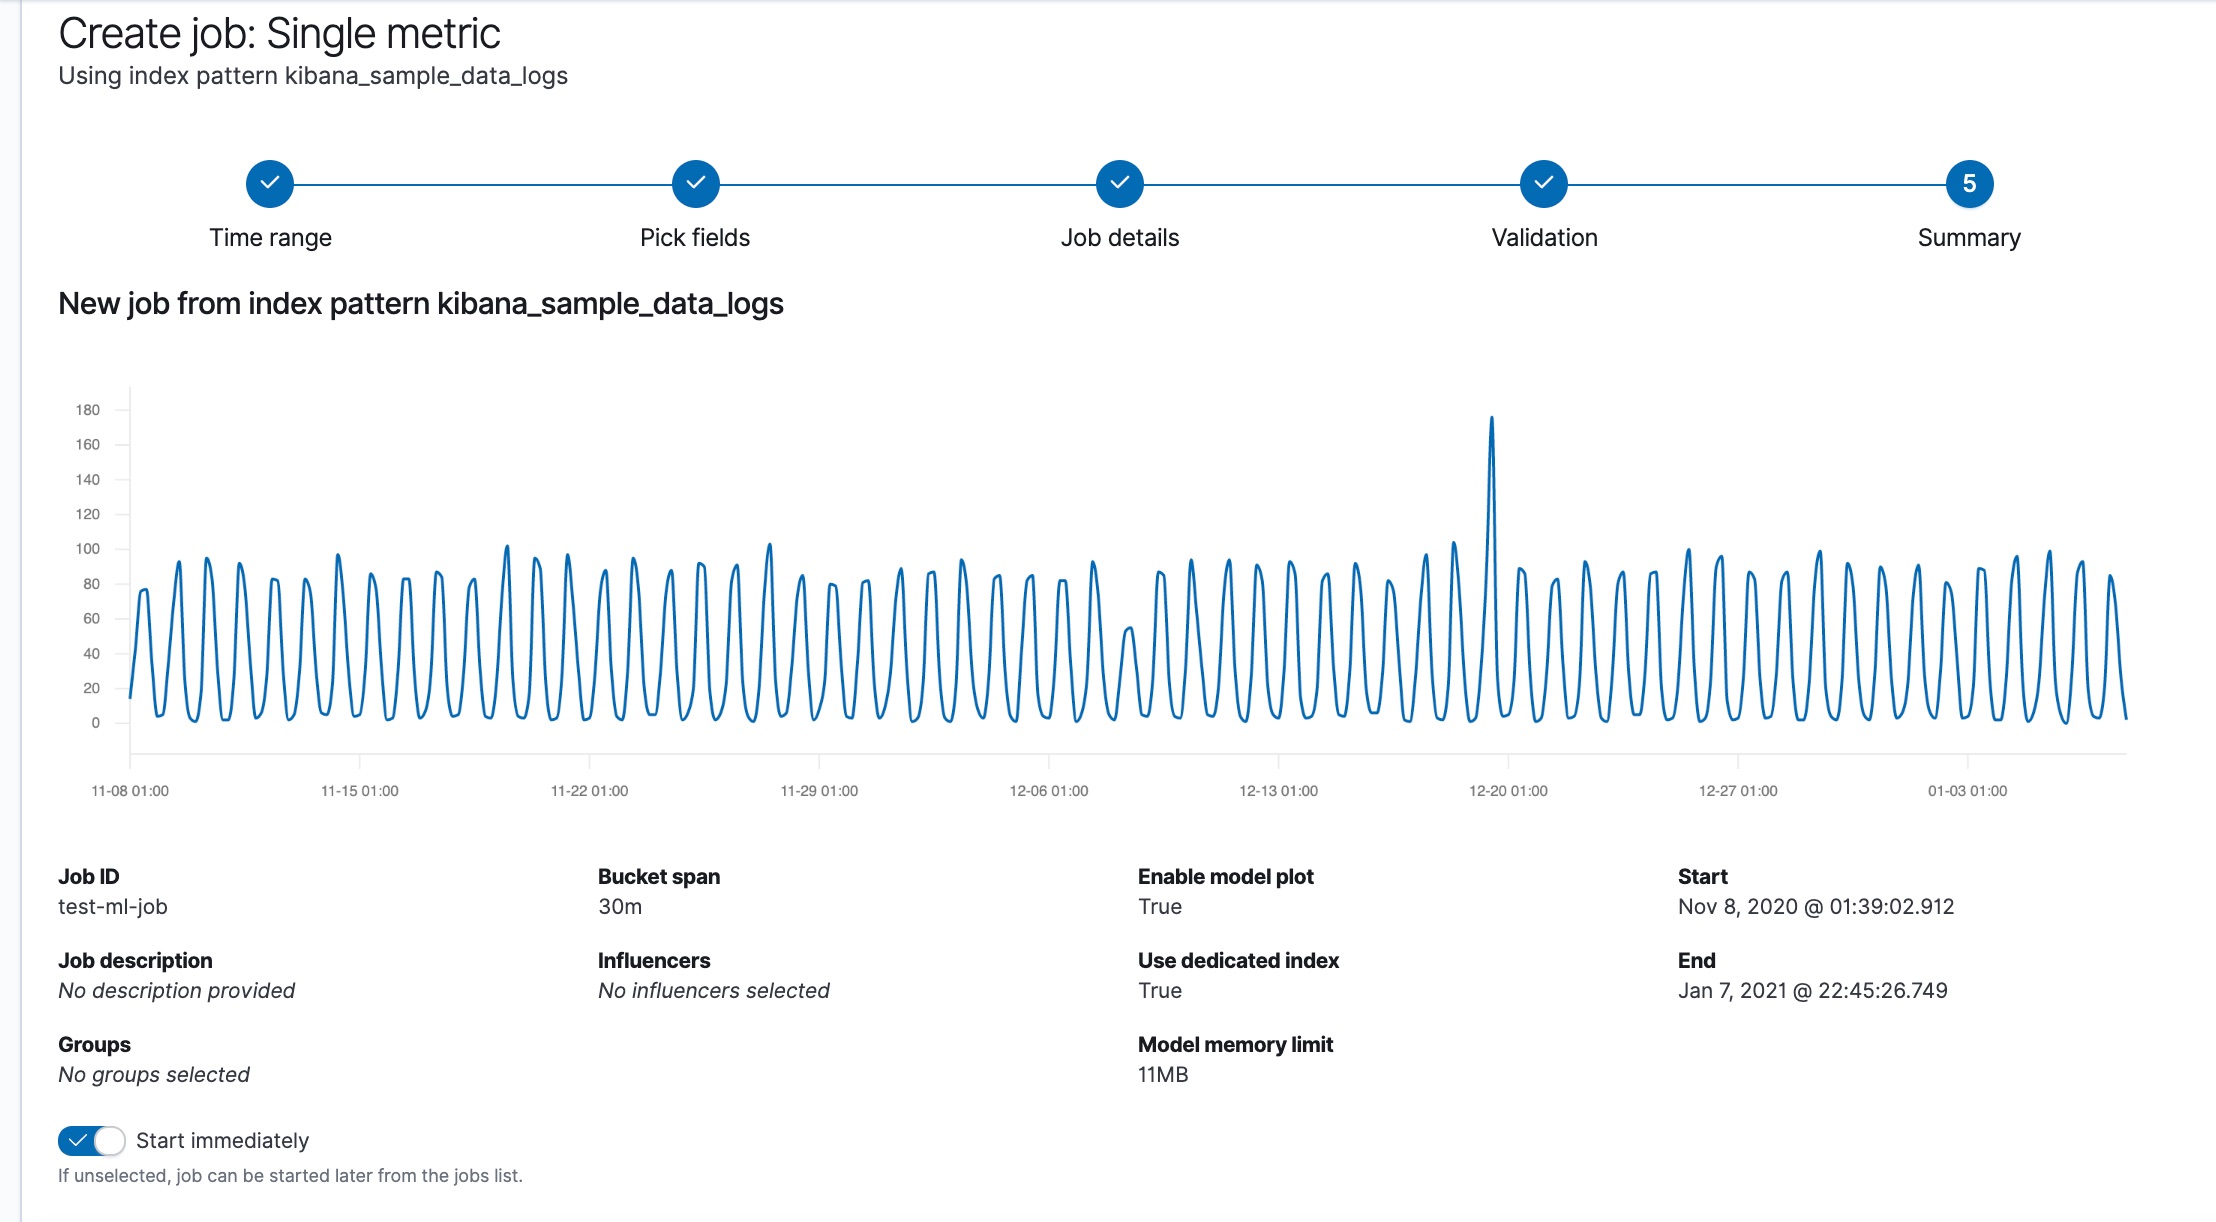 Create job: Single metric
Using index pattern kibana_sample_data_logs
5
Time range
Pick fields
Job details
Validation
Summary
New job from index pattern kibana_sample_data_logs
180
160
140
120
100
80
60
40
20
0
11-08 01:00
11-15 01:00
11-22 01:00
11-29 01:00
12-06 01:00
12-13 01:00
12-20 01:00
12-27 01:00
01-03 01:00
Job ID
test-ml-job
Job description
No description provided
Groups
No groups selected
Bucket span
30m
Influencers
No influencers selected
Enable model plot
True
Use dedicated index
True
Model memory limit
11MB
Start
Nov 8, 2020 @ 01:39:02.912
End
Jan 7, 2021 @ 22:45:26.749
Start immediately
If unselected, job can be started later from the jobs list.